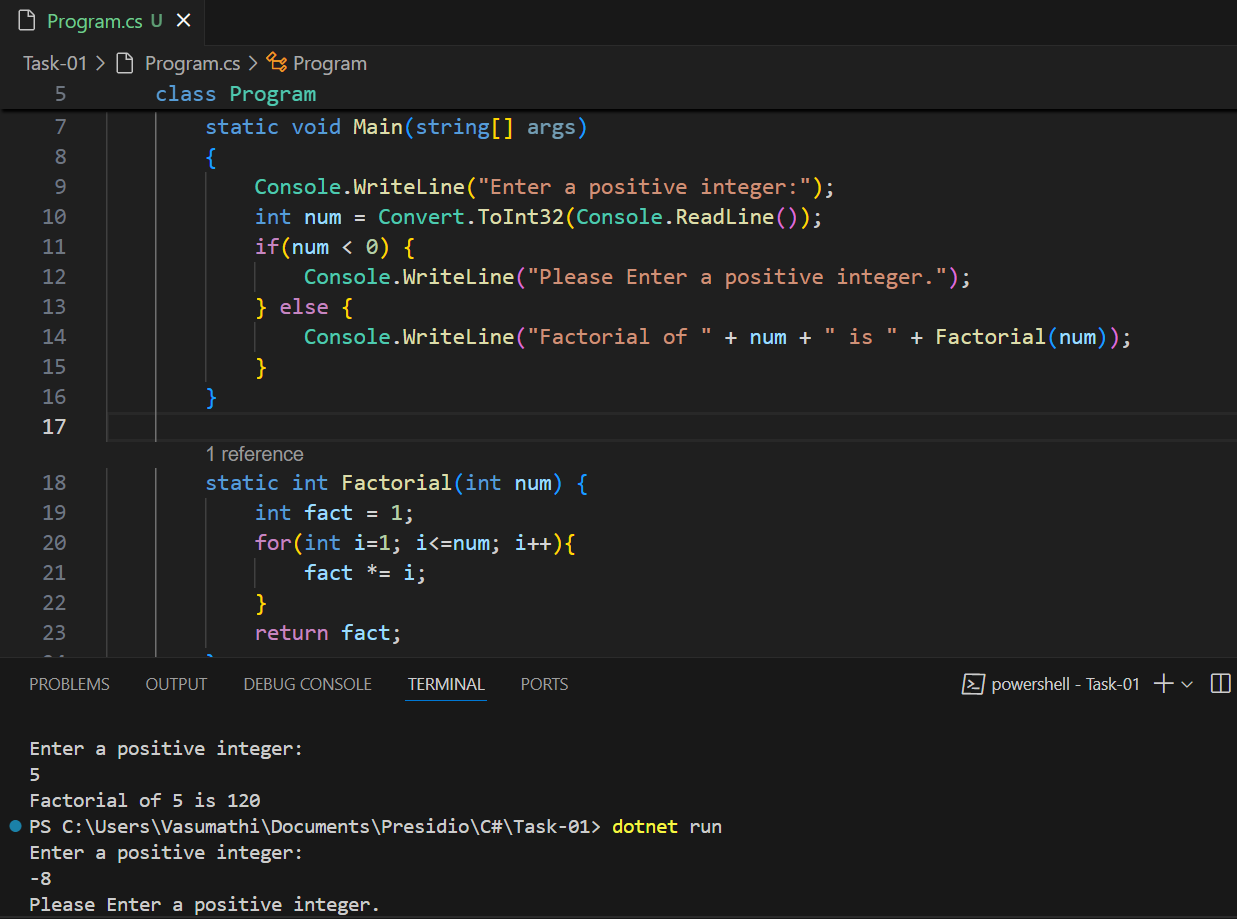 Program.cs U
Task-01 > Program.cs > Program
5 class Program
7 static void Main(string[] args)
8 {
9 Console.WriteLine("Enter a positive integer:");
10 int num = Convert.ToInt32(Console.ReadLine());
11 if(num < 0) {
12 Console.WriteLine("Please Enter a positive integer.");
13 } else {
14 Console.WriteLine("Factorial of " + num + " is " + Factorial(num));
15 }
16 }
17
1 reference
18 static int Factorial(int num) {
19 int fact = 1;
20 for(int i=1; i<=num; i++){
21 fact *= i;
22 }
23 return fact;
PROBLEMS OUTPUT DEBUG CONSOLE TERMINAL PORTS powershell - Task-01
Enter a positive integer:
5
Factorial of 5 is 120
PS C:\Users\Vasumathi\Documents\Presidio\C#\Task-01> dotnet run
Enter a positive integer:
-8
Please Enter a positive integer.